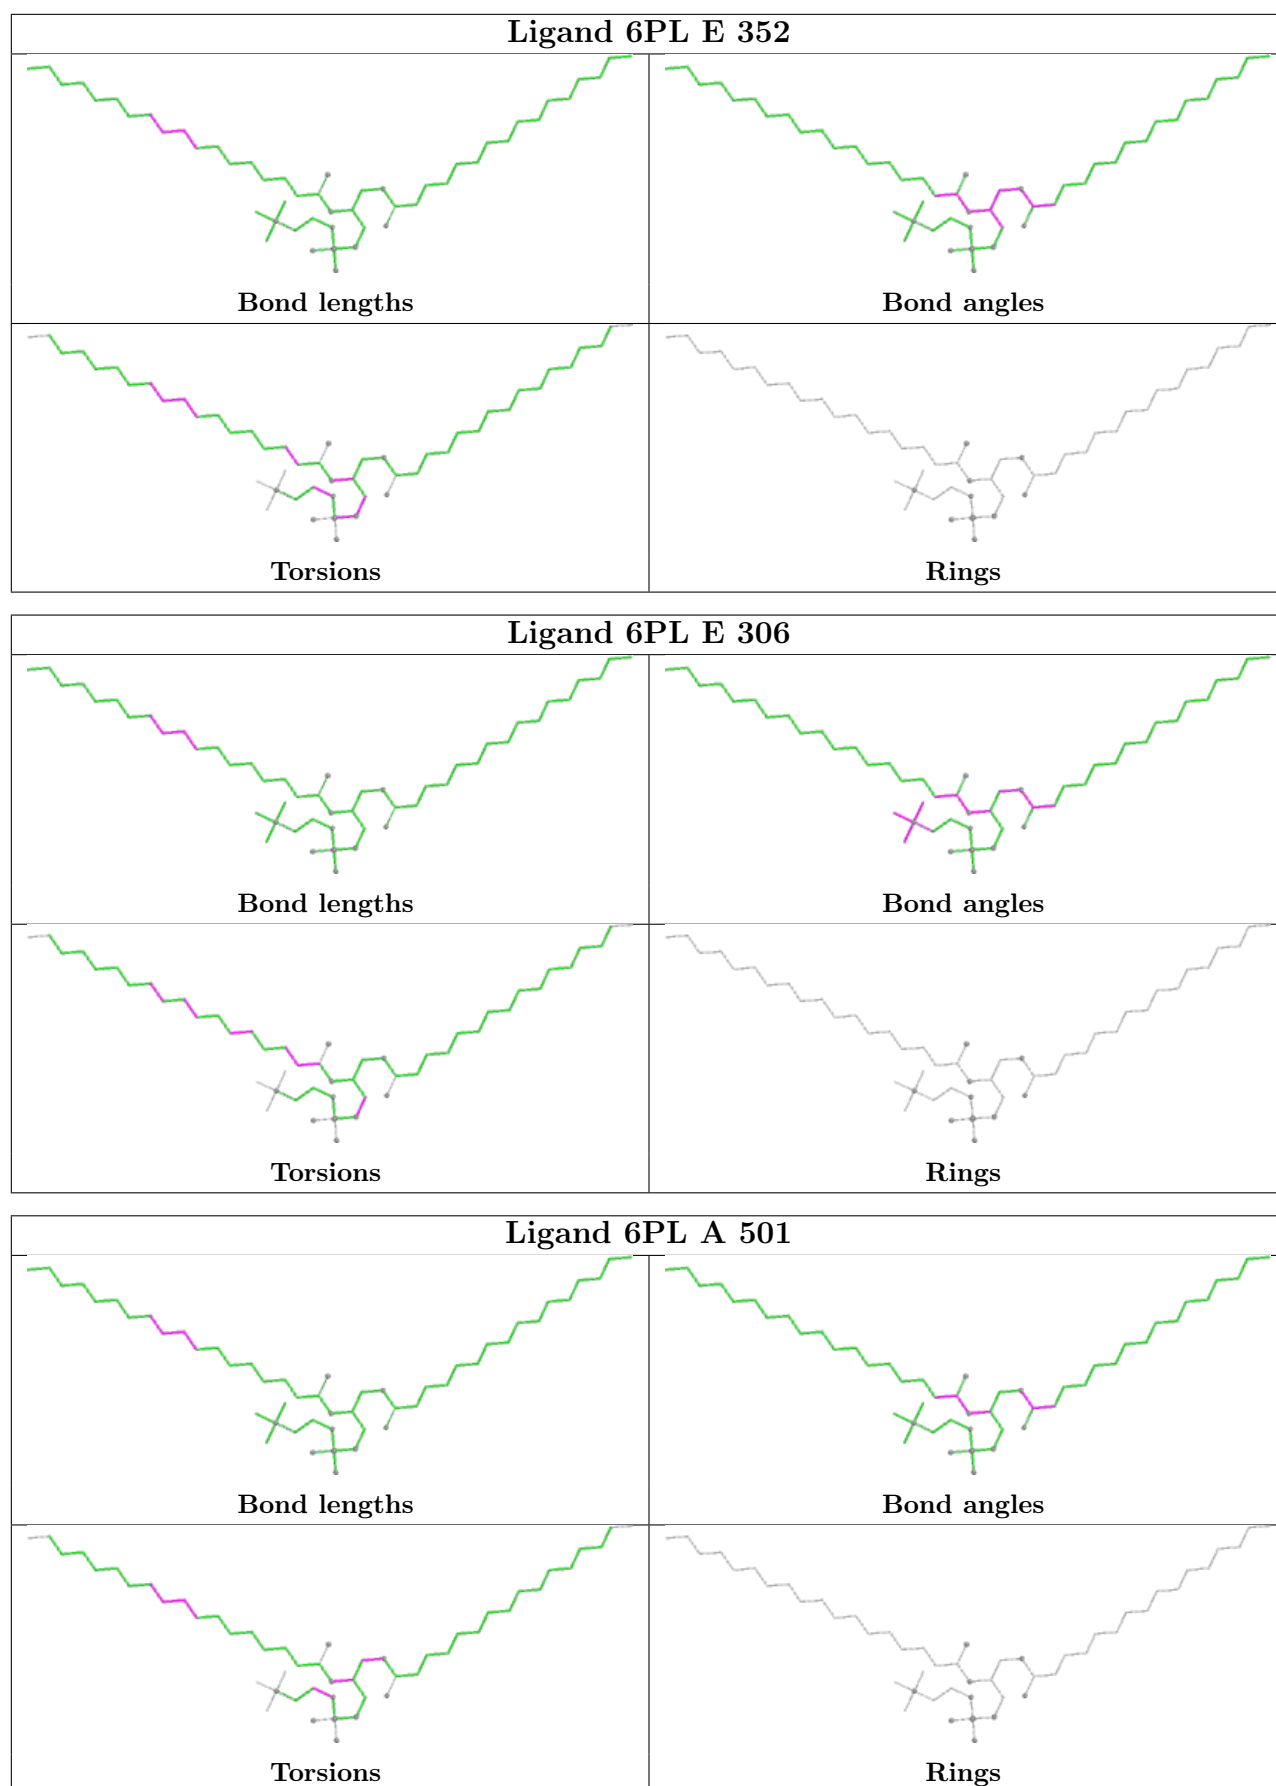 Ligand 6PL E 352
Bond lengths
Bond angles
Torsions
Rings
Ligand 6PL E 306
Bond lengths
Bond angles
Torsions
Rings
Ligand 6PL A 501
Bond lengths
Bond angles
Torsions
Rings